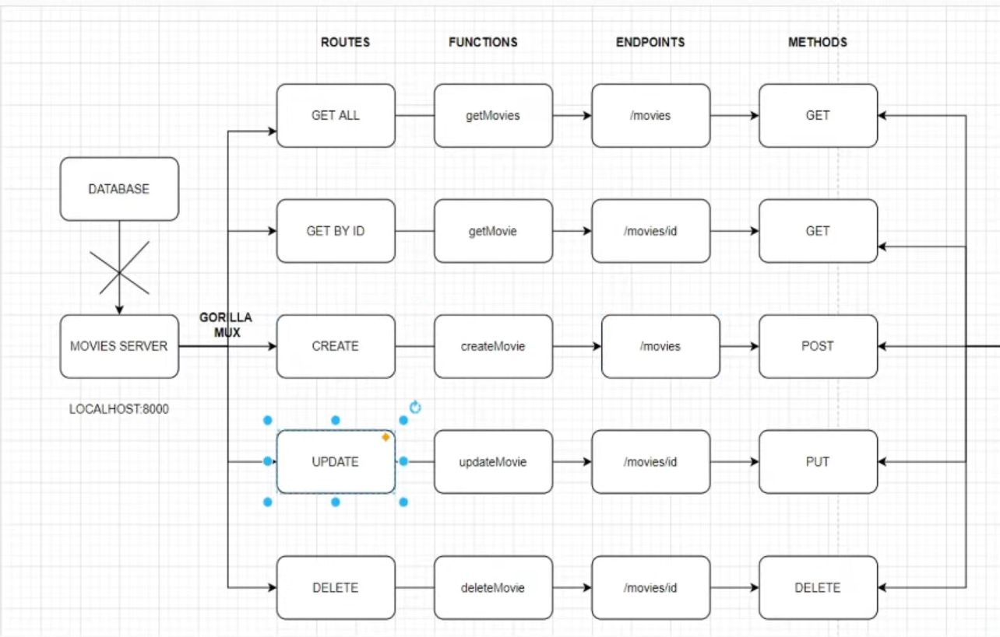 ROUTES FUNCTIONS ENDPOINTS METHODS
GET ALL getMovies /movies GET
DATABASE
GET BY ID getMovie /movies/id GET
GORILLA
MUX
MOVIES SERVER CREATE createMovie /movies POST
LOCALHOST:8000
UPDATE updateMovie /movies/id PUT
DELETE deleteMovie /movies/id DELETE